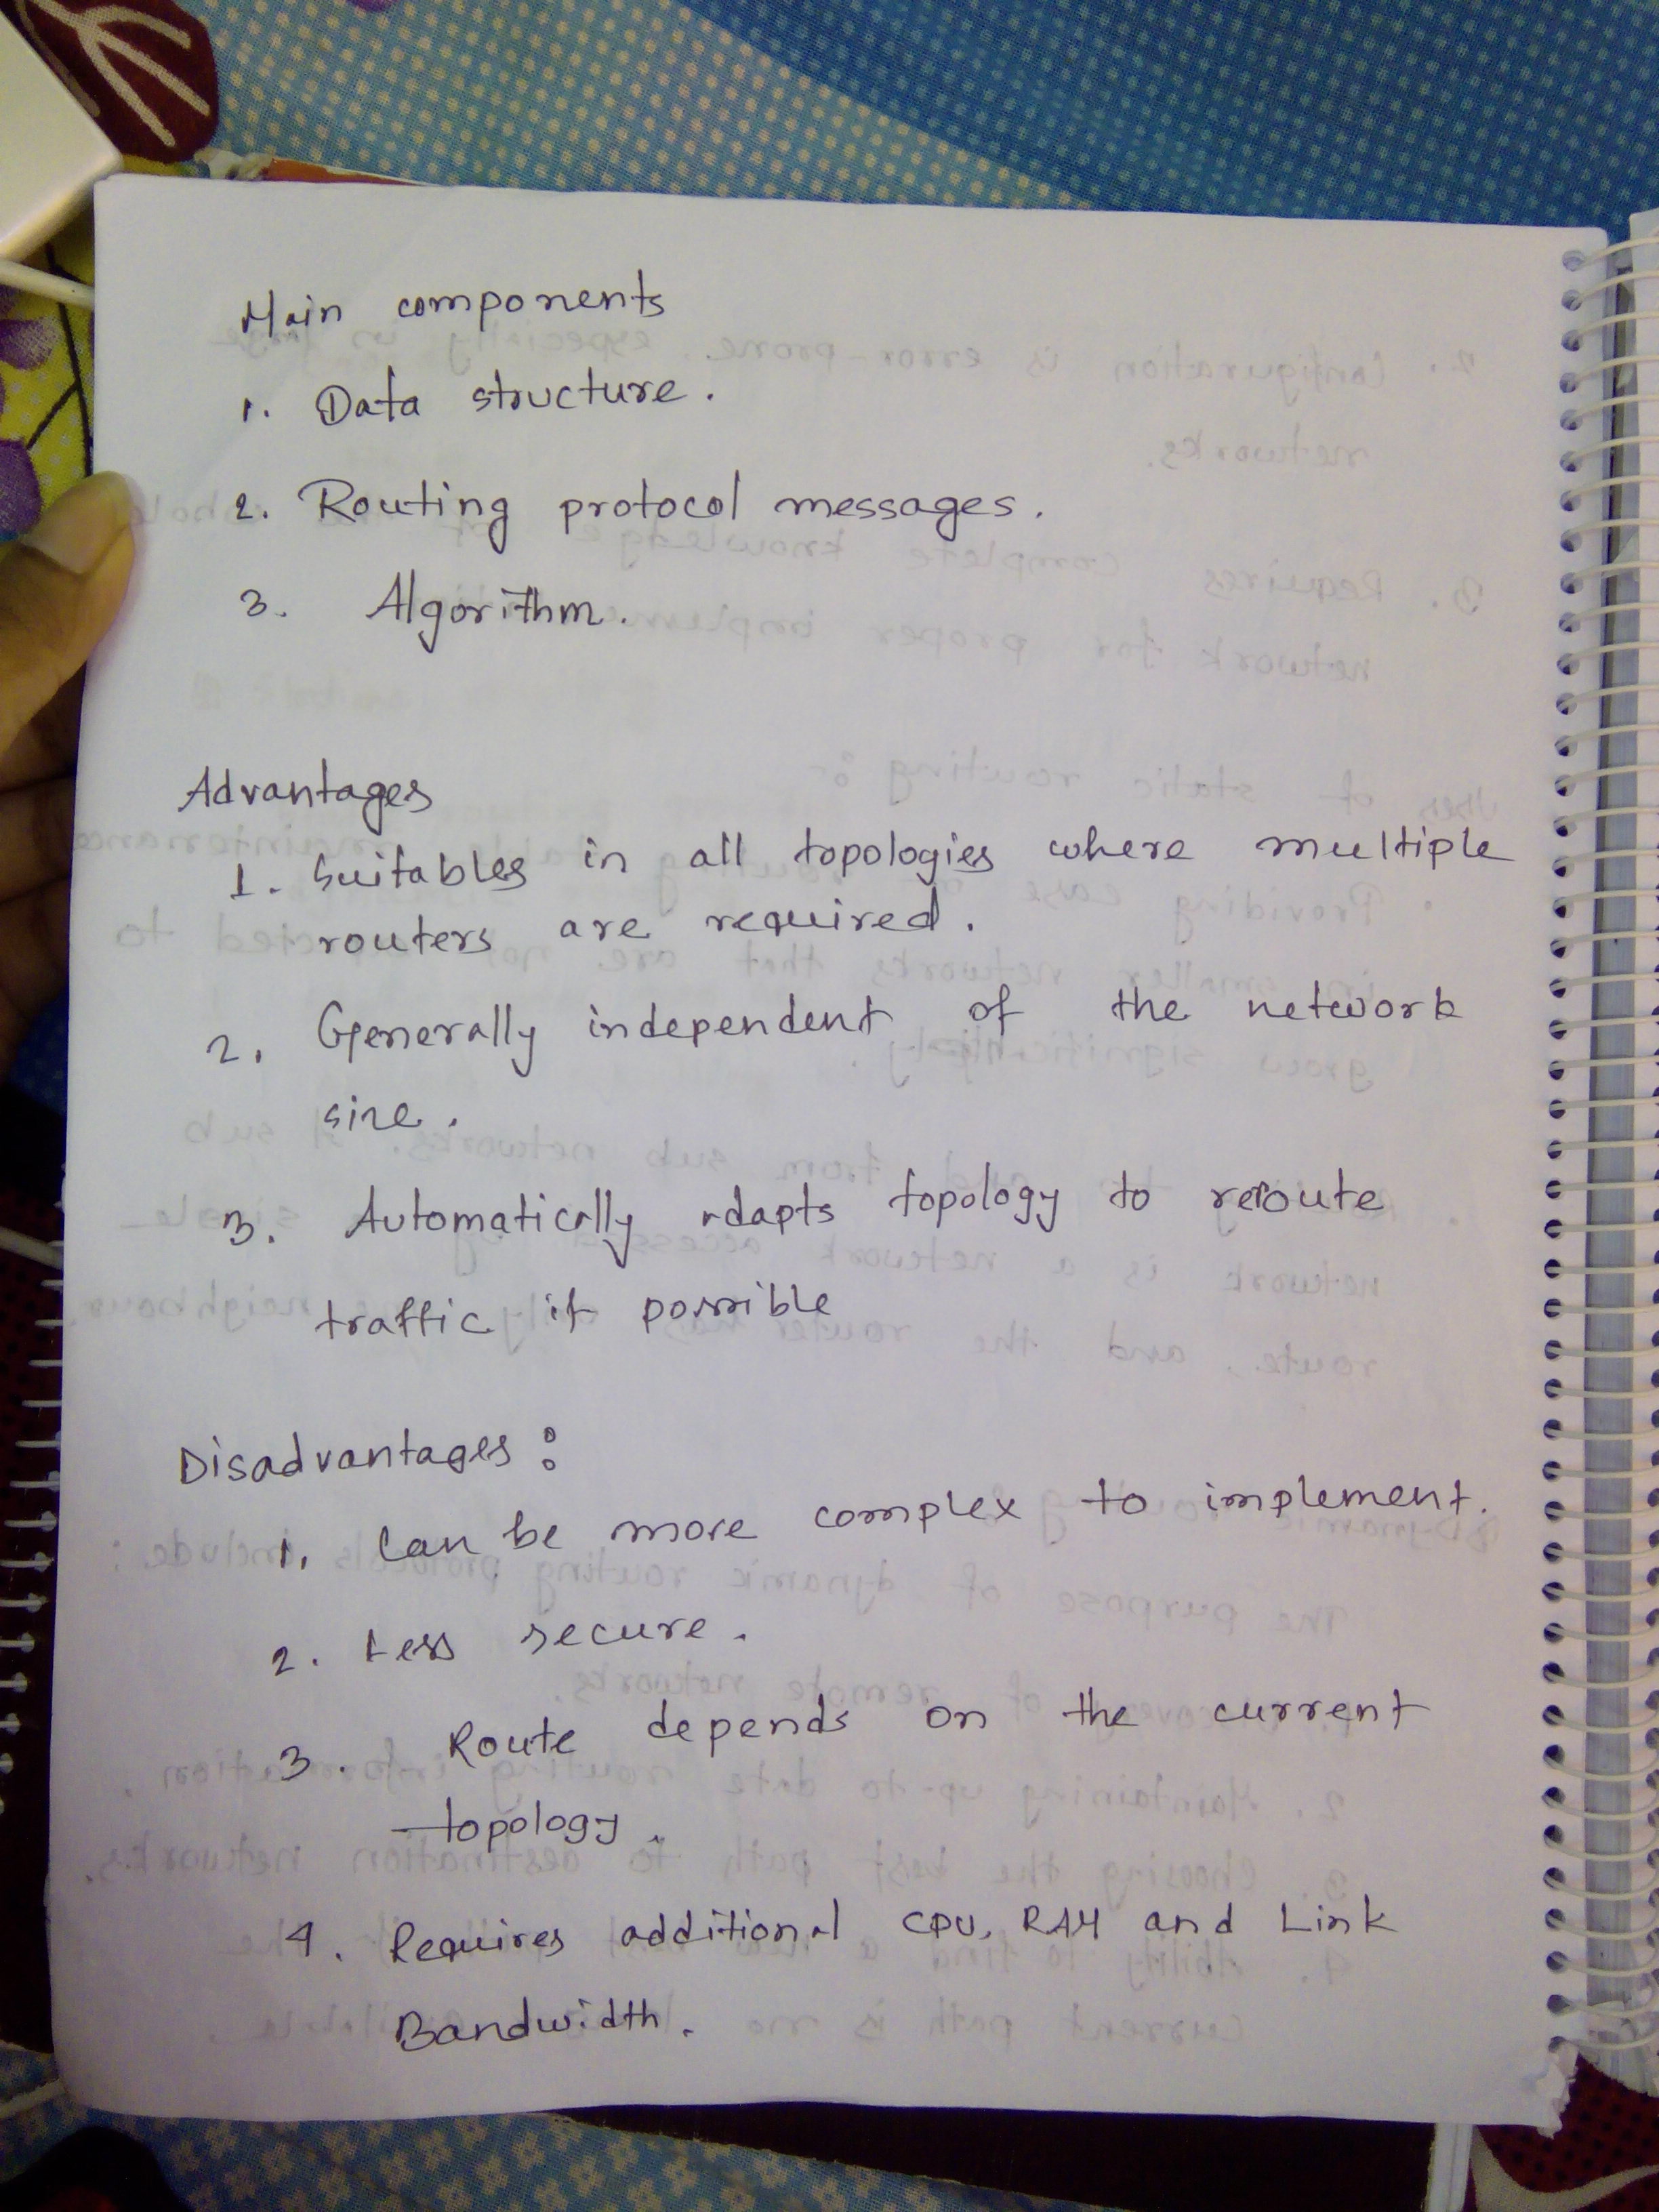 Main components
1. Data structure.
2. Routing protocol messages.
3. Algorithm.
Advantages
1. Suitables in all topologies where multiple
routers are required.
2. Generally independent of the network
size.
3. Automatically adapts topology to reroute
traffic if possible
Disadvantages :
1. Can be more complex to implement.
2. Less secure.
3. Route depends on the current
topology.
4. Requires additional CPU, RAM and Link
Bandwidth.